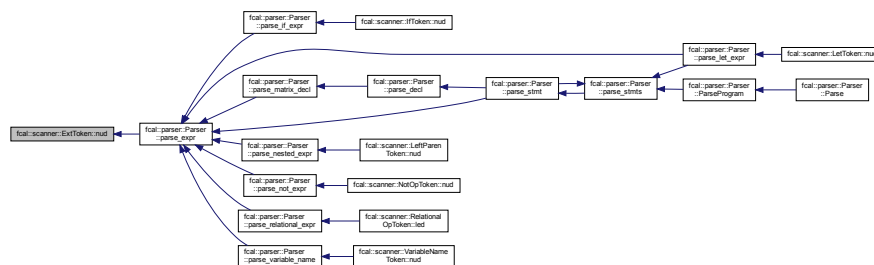 fcal::parser::Parser
::parse_if_expr
fcal::scanner::IfToken::nud
fcal::parser::Parser
::parse_let_expr
fcal::scanner::LetToken::nud
fcal::parser::Parser
::parse_matrix_decl
fcal::parser::Parser
::parse_decl
fcal::parser::Parser
::parse_stmt
fcal::parser::Parser
::parse_stmts
fcal::parser::Parser::
ParseProgram
fcal::parser::Parser
::Parse
fcal::scanner::ExtToken::nud
fcal::parser::Parser
::parse_expr
fcal::parser::Parser
::parse_nested_expr
fcal::scanner::LeftParen
Token::nud
fcal::parser::Parser
::parse_not_expr
fcal::scanner::NotOpToken::nud
fcal::parser::Parser
::parse_relational_expr
fcal::scanner::Relational
OpToken::led
fcal::parser::Parser
::parse_variable_name
fcal::scanner::VariableName
Token::nud